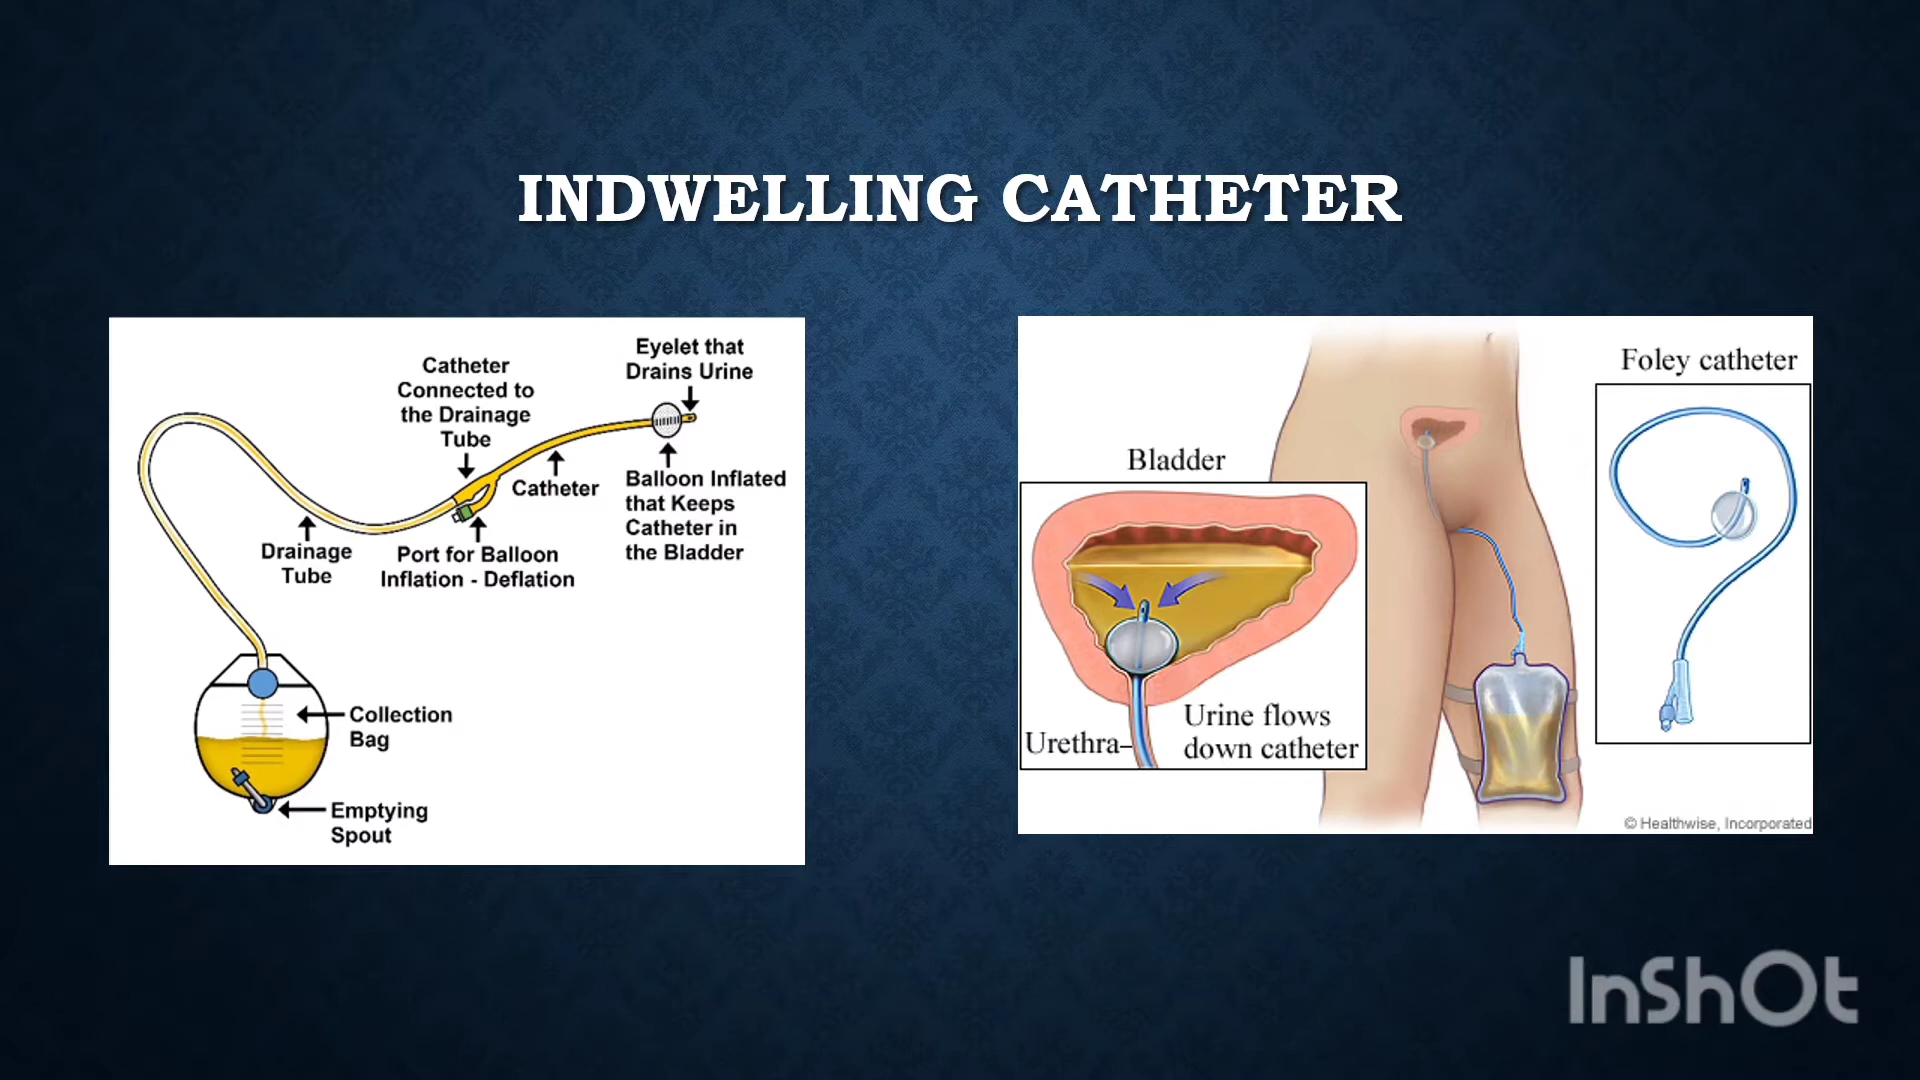 INDWELLING CATHETER
Eyelet that
Drains Urine
Catheter
Connected to
the Drainage
Tube
Catheter
Balloon Inflated
that Keeps
Catheter in
the Bladder
Drainage
Tube
Port for Balloon
Inflation - Deflation
Collection
Bag
Emptying
Spout
Foley catheter
Bladder
Urine flows
down catheter
Urethra
© Healthwise, Incorporated
InShOt